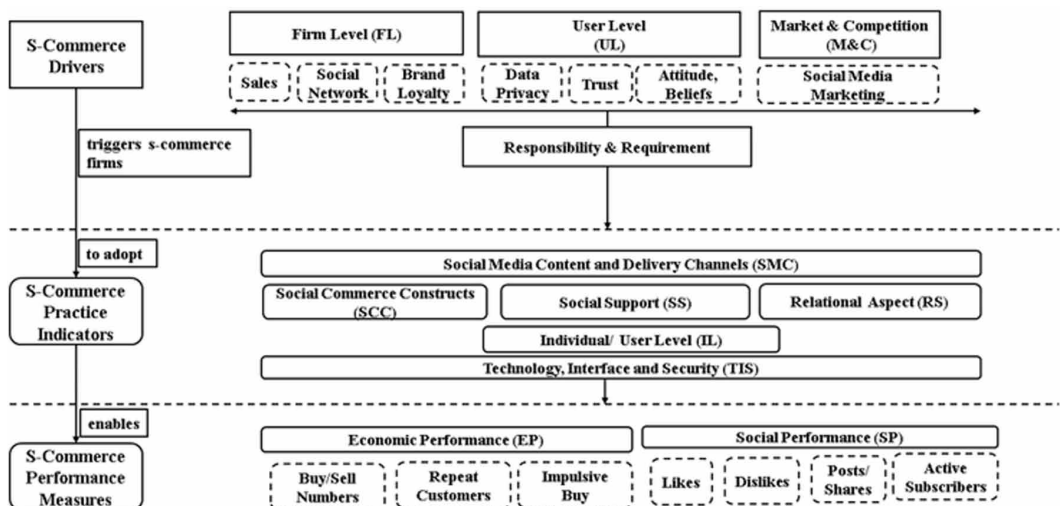 S-Commerce
Drivers
Firm Level (FL)
User Level
(UL)
Market & Competition
(M&C)
Sales
Social
Network
Brand
Loyalty
Data
Privacy
Trust
Attitude,
Beliefs
Social Media
Marketing
triggers s-commerce
firms
Responsibility & Requirement
to adopt
S-Commerce
Practice
Indicators
Social Media Content and Delivery Channels (SMC)
Social Commerce Constructs
(SCC)
Social Support (SS)
Relational Aspect (RS)
Individual/ User Level (IL)
Technology, Interface and Security (TIS)
enables
S-Commerce
Performance
Measures
Economic Performance (EP)
Social Performance (SP)
Buy/Sell
Numbers
Repeat
Customers
Impulsive
Buy
Likes
Dislikes
Posts/
Shares
Active
Subscribers